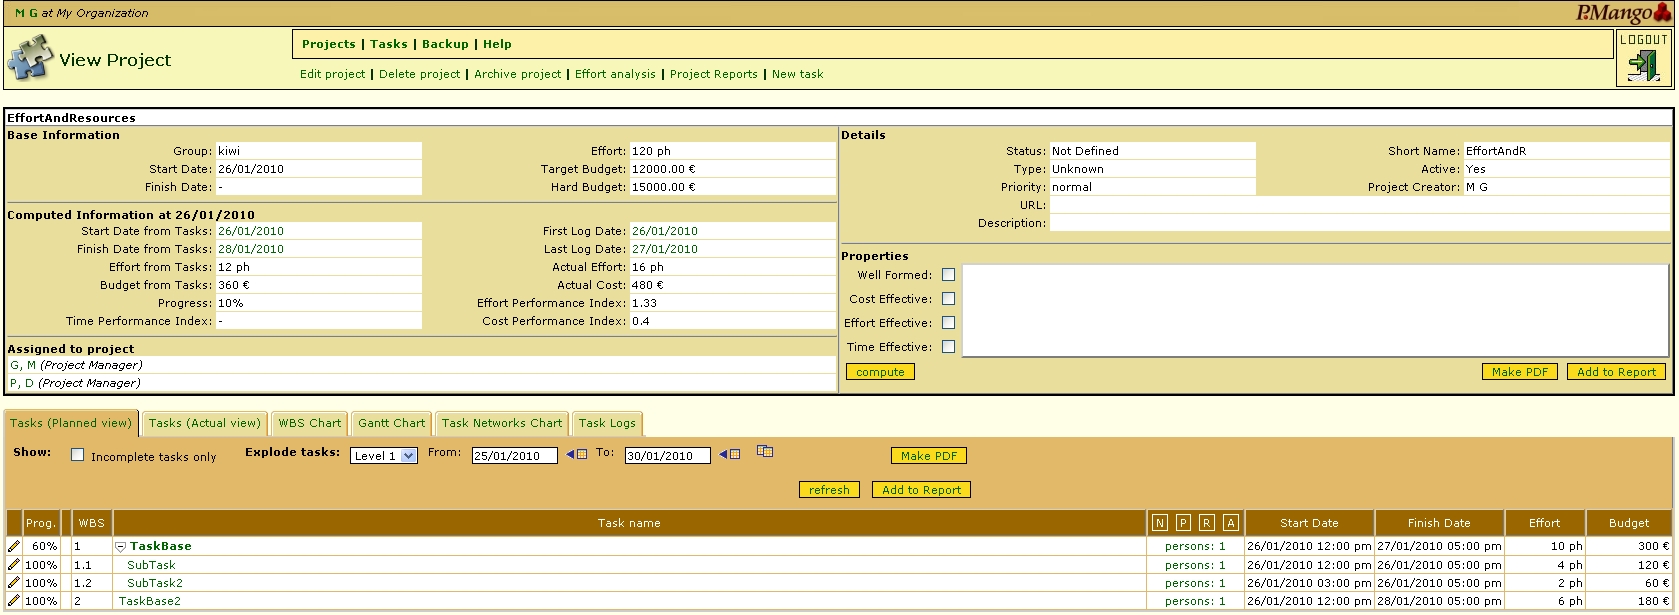 M G at My Organization
P.Mango
View Project
Projects | Tasks | Backup | Help
LOGOUT
Edit project | Delete project | Archive project | Effort analysis | Project Reports | New task
EffortAndResources
Base Information
Group: kiwi
Effort: 120 ph
Start Date: 26/01/2010
Target Budget: 12000.00 €
Finish Date: -
Hard Budget: 15000.00 €
Computed Information at 26/01/2010
Start Date from Tasks: 26/01/2010
First Log Date: 26/01/2010
Finish Date from Tasks: 28/01/2010
Last Log Date: 27/01/2010
Effort from Tasks: 12 ph
Actual Effort: 16 ph
Budget from Tasks: 360 €
Actual Cost: 480 €
Progress: 10%
Effort Performance Index: 1.33
Time Performance Index: -
Cost Performance Index: 0.4
Assigned to project
G, M (Project Manager)
P, D (Project Manager)
Details
Status: Not Defined
Short Name: EffortAndR
Type: Unknown
Active: Yes
Priority: normal
Project Creator: M G
URL:
Description:
Properties
Well Formed:
Cost Effective:
Effort Effective:
Time Effective:
compute
Make PDF
Add to Report
Tasks (Planned view)
Tasks (Actual view)
WBS Chart
Gantt Chart
Task Networks Chart
Task Logs
Show: Incomplete tasks only Explode tasks: Level 1 From: 25/01/2010 To: 30/01/2010 Make PDF
refresh Add to Report
Prog. WBS Task name N P R A Start Date Finish Date Effort Budget
60% 1 TaskBase persons: 1 26/01/2010 12:00 pm 27/01/2010 05:00 pm 10 ph 300 €
100% 1.1 SubTask persons: 1 26/01/2010 12:00 pm 26/01/2010 05:00 pm 4 ph 120 €
100% 1.2 SubTask2 persons: 1 26/01/2010 03:00 pm 26/01/2010 05:00 pm 2 ph 60 €
100% 2 TaskBase2 persons: 1 26/01/2010 12:00 pm 28/01/2010 05:00 pm 6 ph 180 €